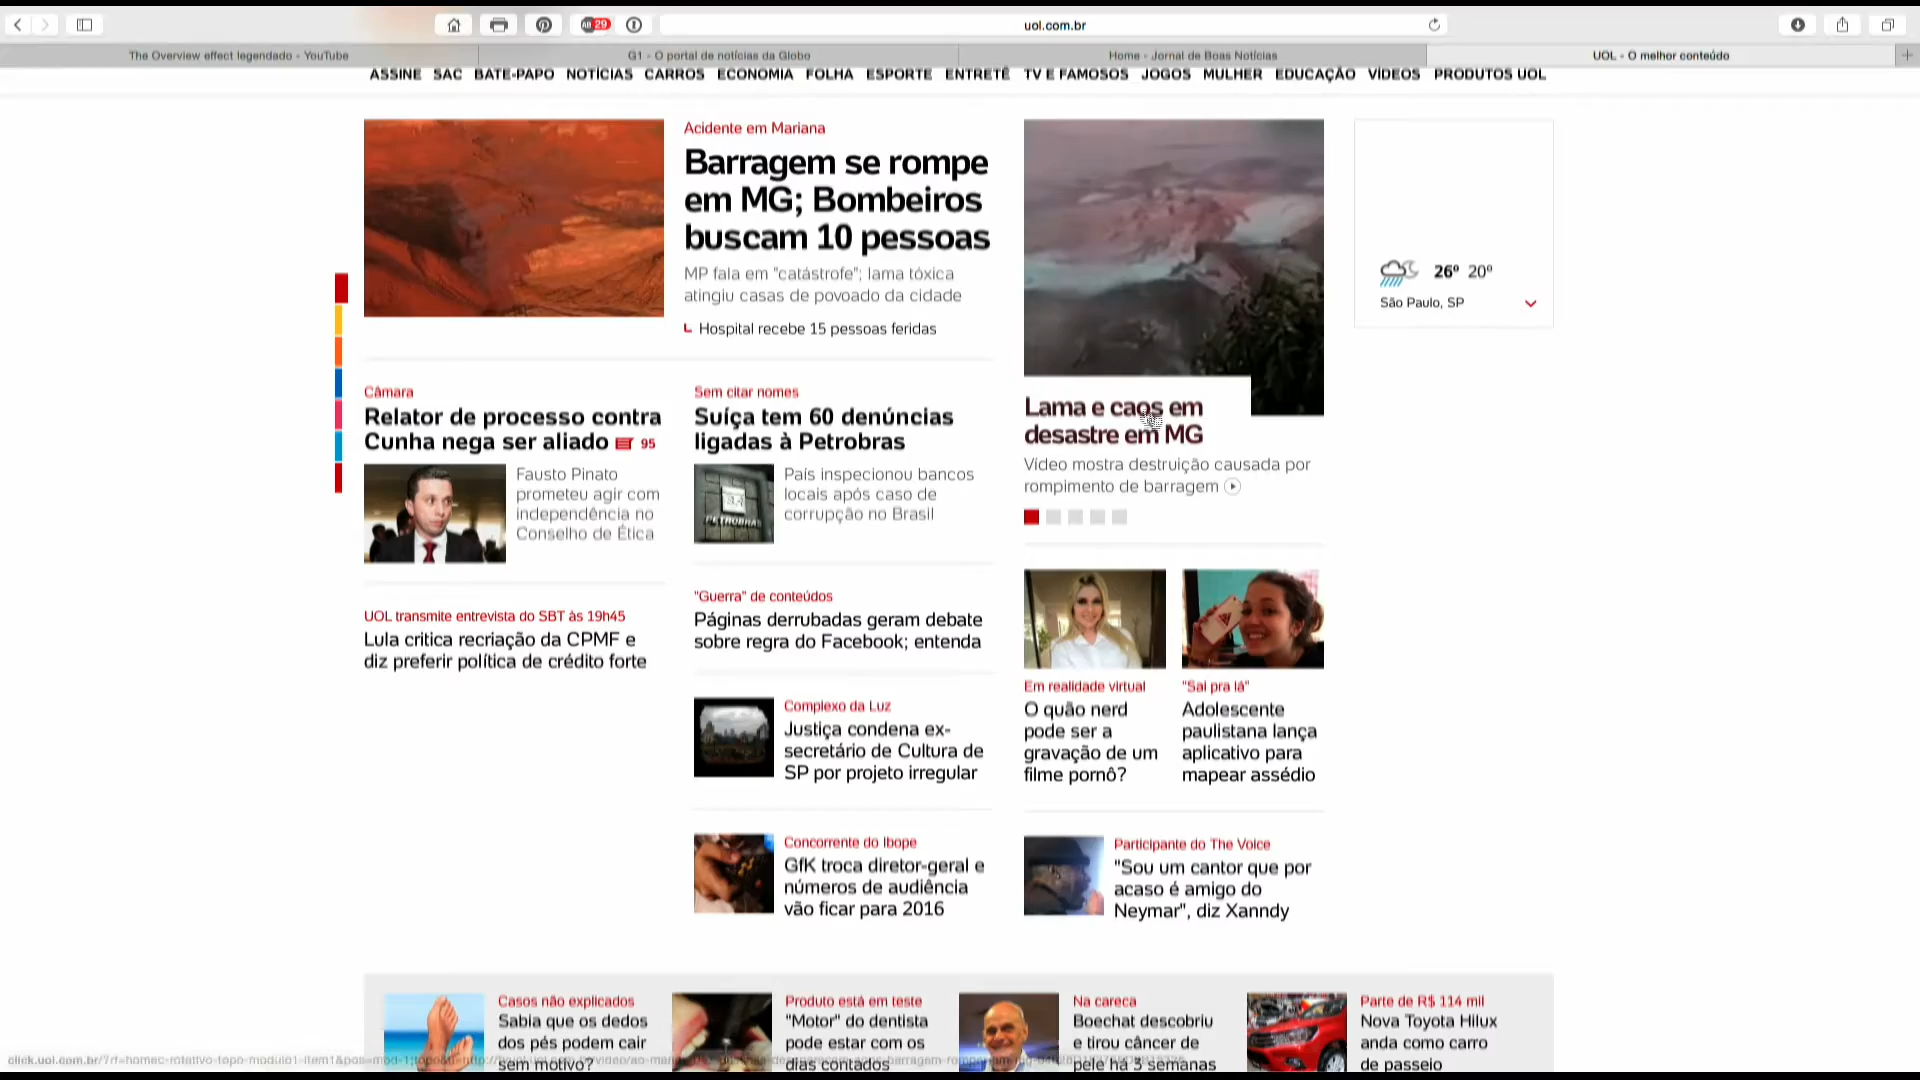 29
uol.com.br
The Overview effect legendado - YouTube
G1 - O portal de notícias da Globo
Home - Jornal de Boas Notícias
UOL - O melhor conteúdo
ASSINE SAC BATE-PAPO NOTÍCIAS CARROS ECONOMIA FOLHA ESPORTE ENTRETÊ TV E FAMOSOS JOGOS MULHER EDUCAÇÃO VÍDEOS PRODUTOS UOL
Acidente em Mariana
Barragem se rompe
em MG; Bombeiros
buscam 10 pessoas
MP fala em "catástrofe"; lama tóxica
atingiu casas de povoado da cidade
Hospital recebe 15 pessoas feridas
26º 20º
São Paulo, SP
Câmara
Relator de processo contra
Cunha nega ser aliado 95
Fausto Pinato
prometeu agir com
independência no
Conselho de Ética
Sem citar nomes
Suíça tem 60 denúncias
ligadas à Petrobras
PETROBRAS
País inspecionou bancos
locais após caso de
corrupção no Brasil
Lama e caos em
desastre em MG
Vídeo mostra destruição causada por
rompimento de barragem
UOL transmite entrevista do SBT às 19h45
Lula critica recriação da CPMF e
diz preferir política de crédito forte
"Guerra" de conteúdos
Páginas derrubadas geram debate
sobre regra do Facebook; entenda
Complexo da Luz
Justiça condena ex-
secretário de Cultura de
SP por projeto irregular
Em realidade virtual
O quão nerd
pode ser a
gravação de um
filme pornô?
"Sai pra lá"
Adolescente
paulistana lança
aplicativo para
mapear assédio
Concorrente do Ibope
GfK troca diretor-geral e
números de audiência
vão ficar para 2016
Participante do The Voice
"Sou um cantor que por
acaso é amigo do
Neymar", diz Xanndy
Casos não explicados
Sabia que os dedos
dos pés podem cair
sem motivo?
Produto está em teste
"Motor" do dentista
pode estar com os
dias contados
Na careca
Boechat descobriu
e tirou câncer de
pele há 3 semanas
Parte de R$ 114 mil
Nova Toyota Hilux
anda como carro
de passeio